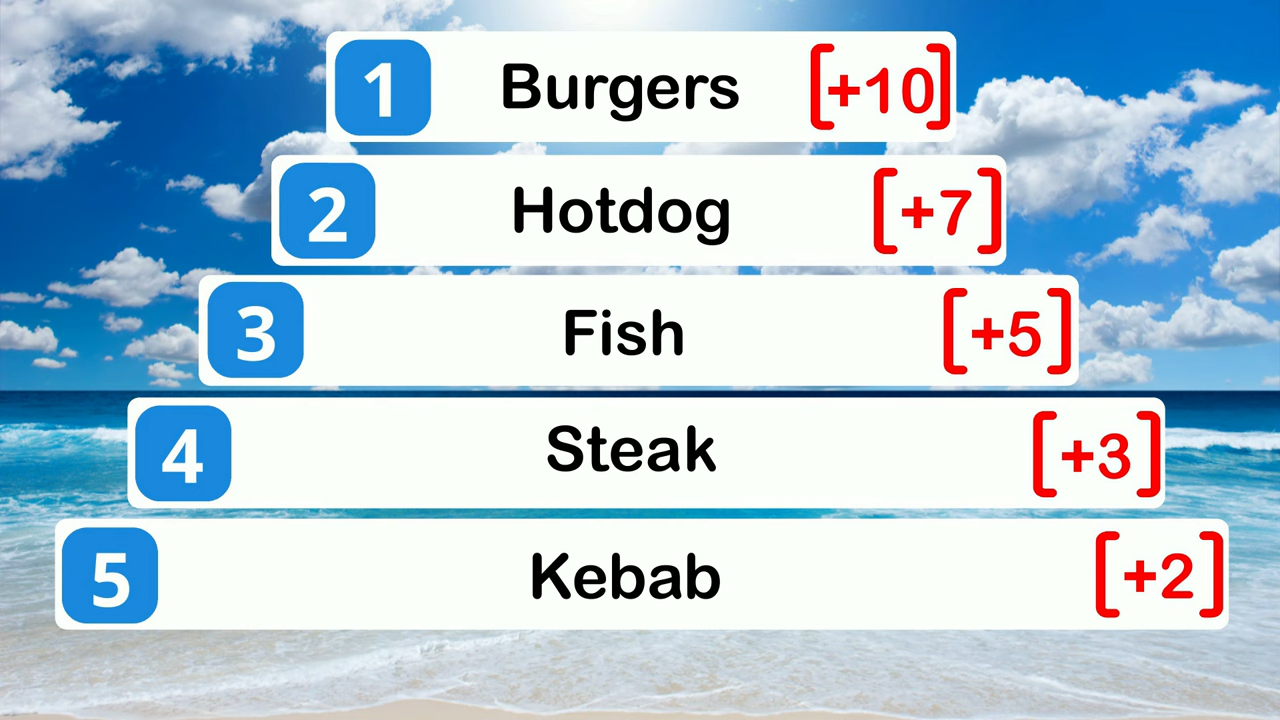 1 Burgers [+10]
2 Hotdog [+7]
3 Fish [+5]
4 Steak [+3]
5 Kebab [+2]